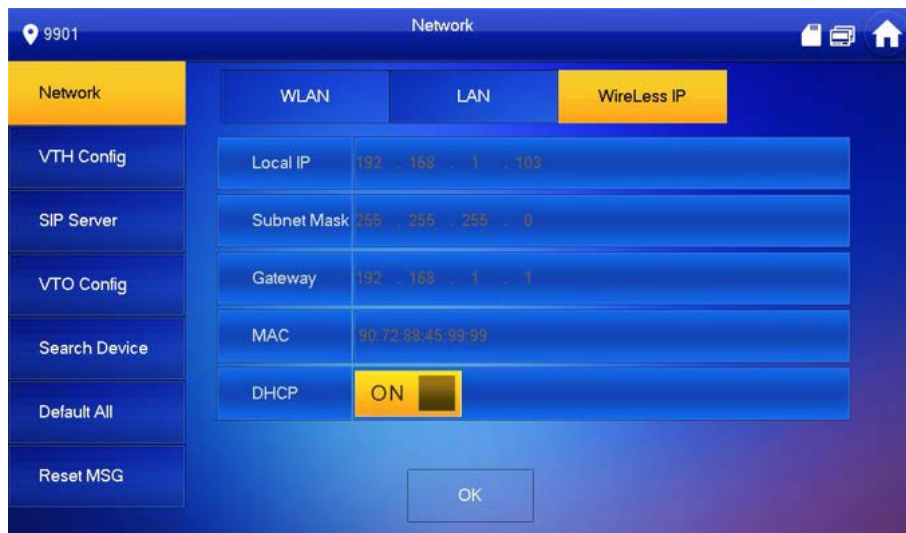 9901
Network
Network
WLAN
LAN
WireLess IP
VTH Config
Local IP 192 . 168 . 1 . 103
SIP Server
Subnet Mask 255 . 255 . 255 . 0
VTO Config
Gateway 192 . 168 . 1 . 1
Search Device
MAC 90:72:88:45:99:99
Default All
DHCP ON
Reset MSG
OK